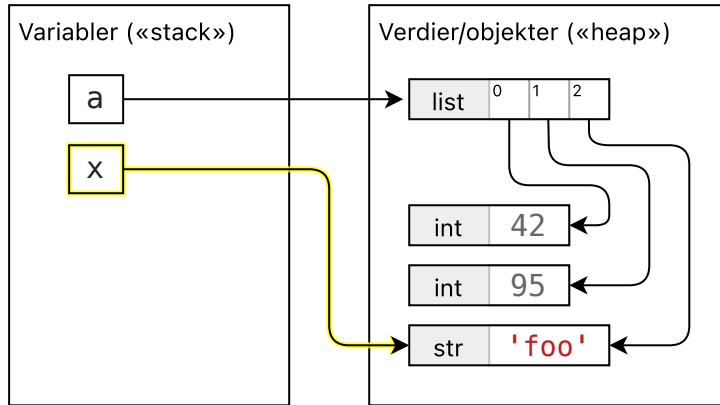 Variabler («stack»)
Verdier/objekter («heap»)
a
list 0 1 2
x
int 42
int 95
str 'foo'